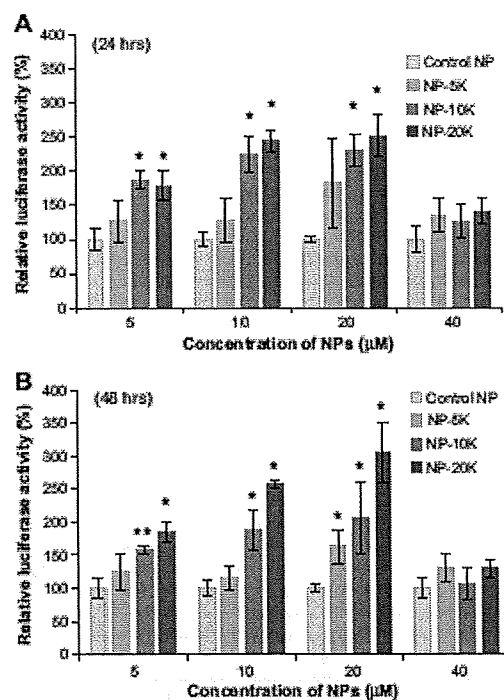 A
(24 hrs)
Control NP
NP-5K
NP-10K
NP-20K
Relative luciferase activity (%)
400
350
300
250
200
150
100
50
0
* *
* *
* *
5 10 20 40
Concentration of NPs (µM)
B
(48 hrs)
Control NP
NP-5K
NP-10K
NP-20K
Relative luciferase activity (%)
400
350
300
250
200
150
100
50
0
** *
* *
* * *
5 10 20 40
Concentration of NPs (µM)